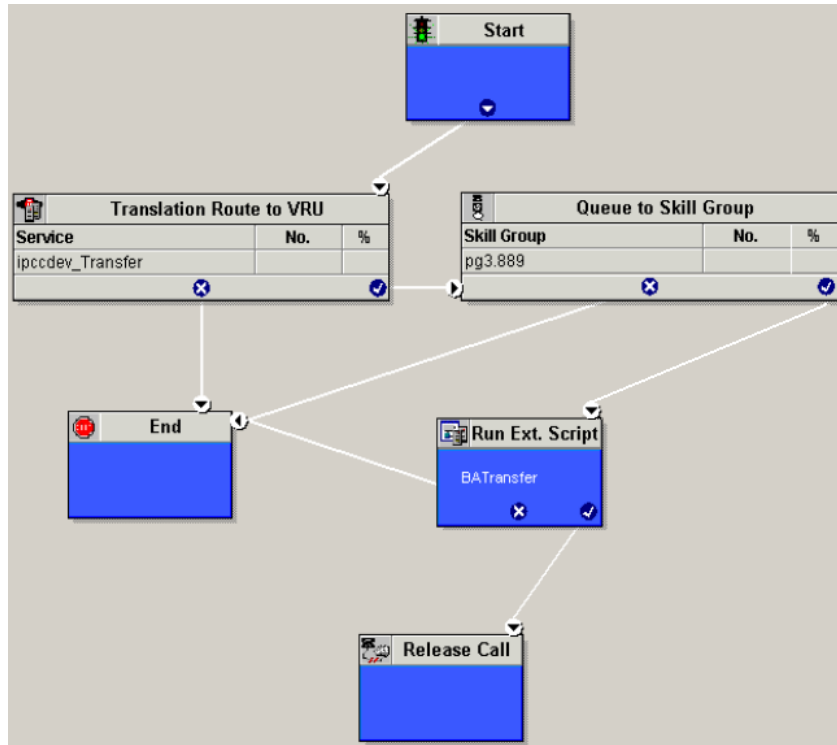 Start
Translation Route to VRU
Service No. %
ipccdev_Transfer
Queue to Skill Group
Skill Group No. %
pg3.889
End
Run Ext. Script
BATransfer
Release Call